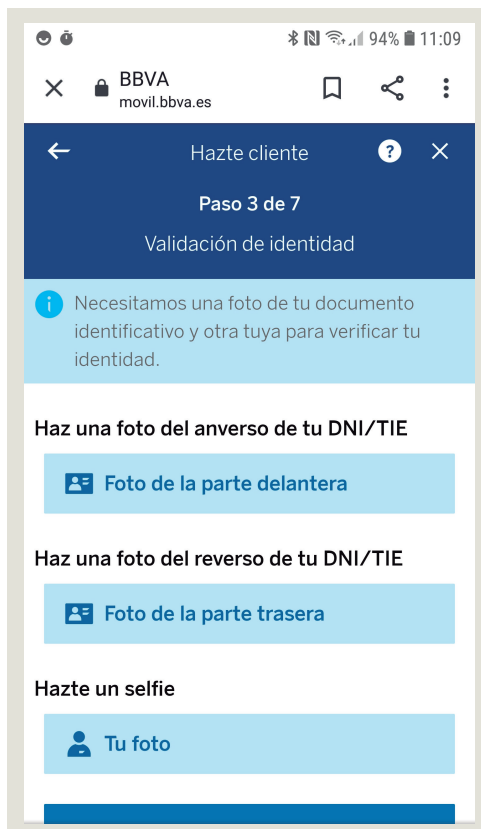 94% 11:09
BBVA
movil.bbva.es
Hazte cliente ?
Paso 3 de 7
Validación de identidad
i Necesitamos una foto de tu documento
identificativo y otra tuya para verificar tu
identidad.
Haz una foto del anverso de tu DNI/TIE
Foto de la parte delantera
Haz una foto del reverso de tu DNI/TIE
Foto de la parte trasera
Hazte un selfie
Tu foto